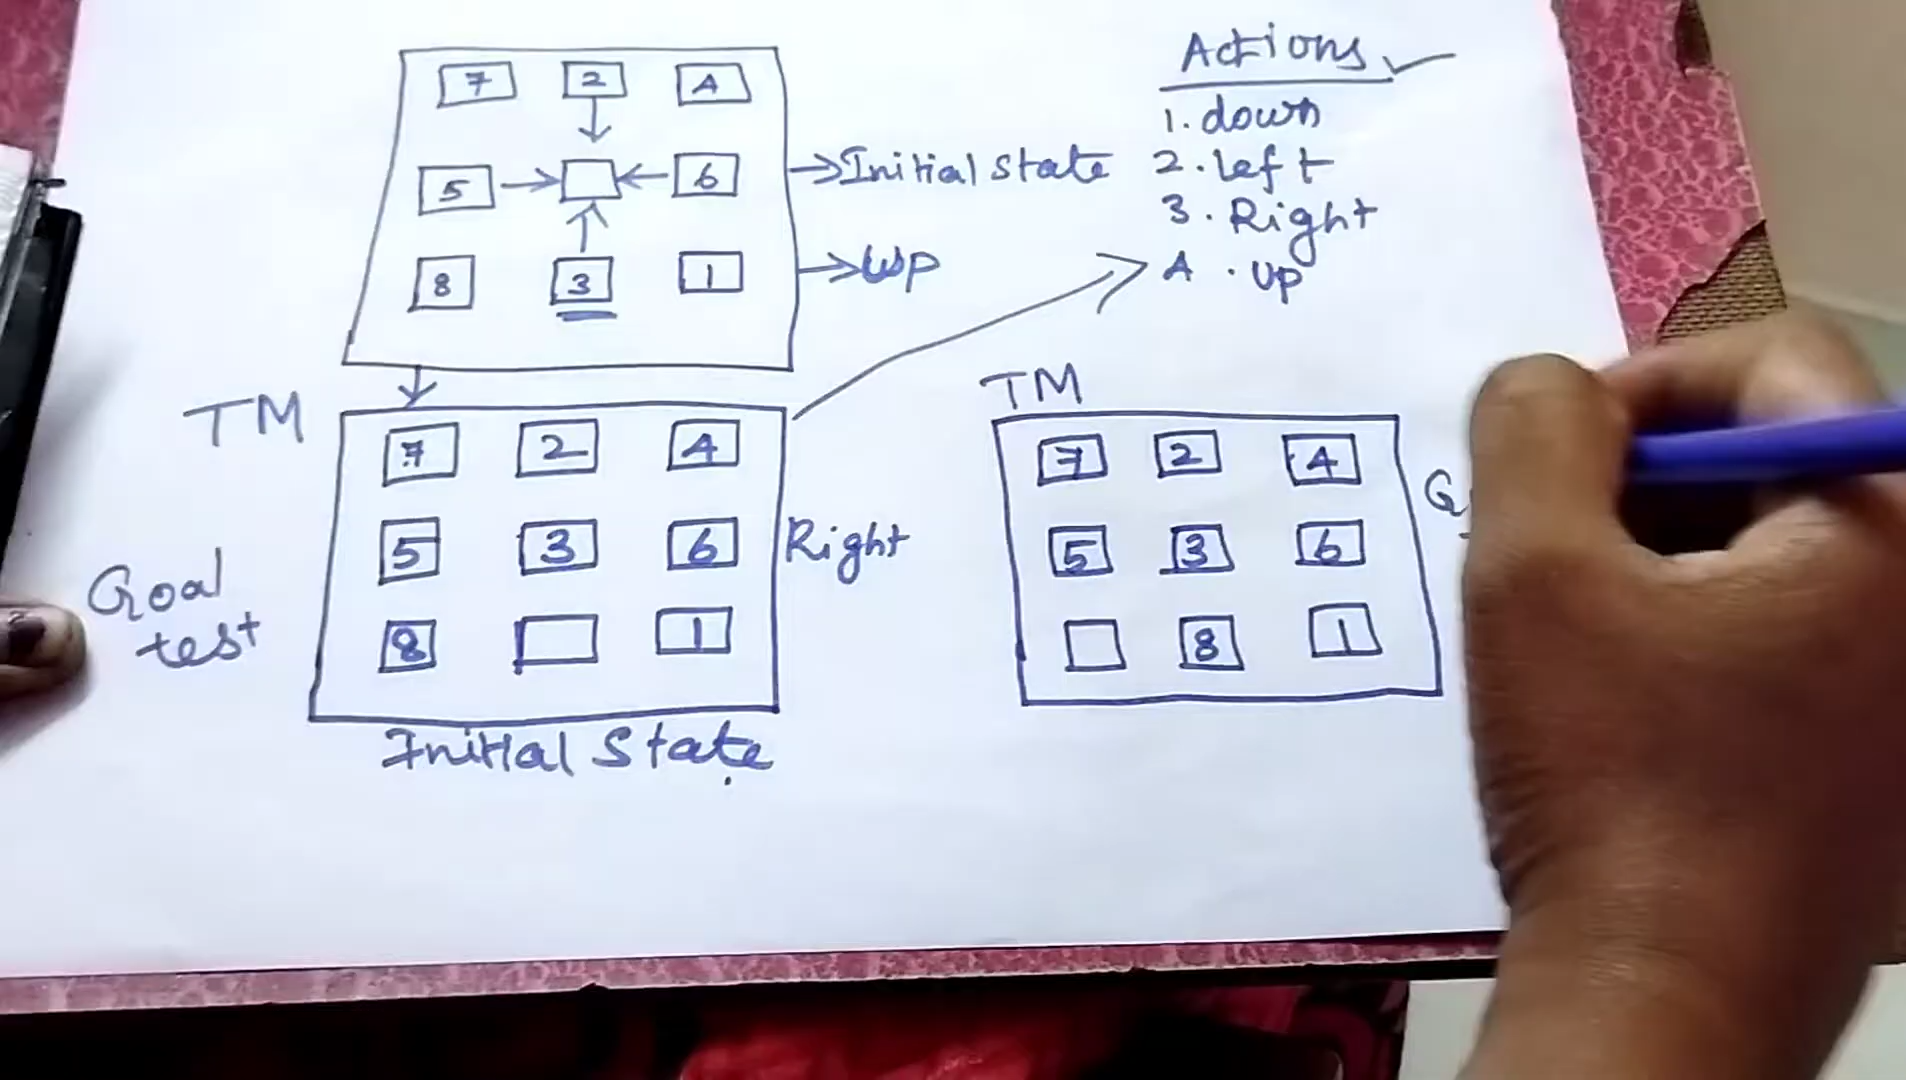 7 2 4
5 6
8 3 1
→Initial state
→Up
Actions ✓
1. down
2. Left
3. Right
4. Up
TM
7 2 4
5 3 6
8 1
Right
Goal
test
Initial State
TM
7 2 4
5 3 6
8 1